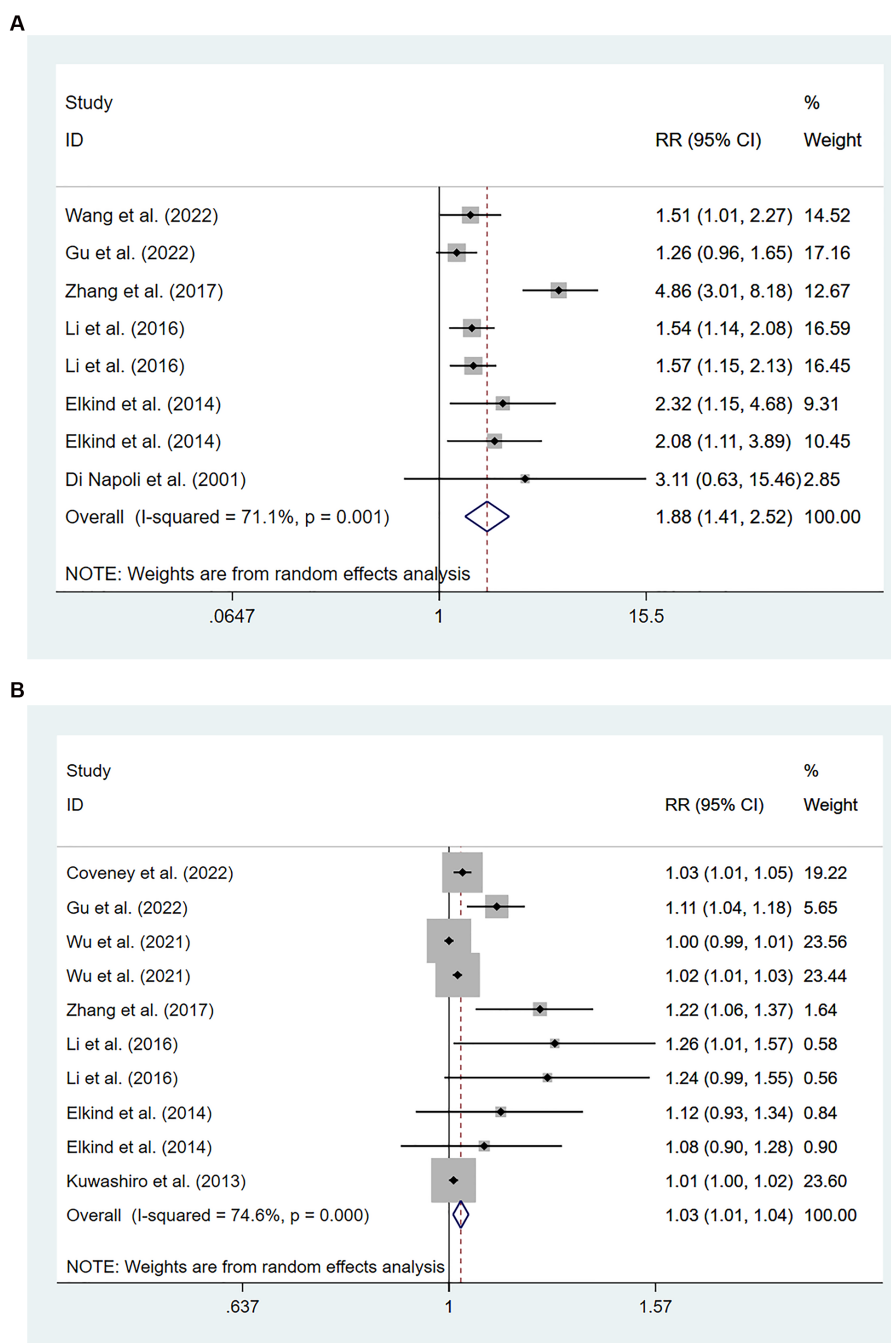 A
Study %
ID RR (95% CI) Weight
Wang et al. (2022) 1.51 (1.01, 2.27) 14.52
Gu et al. (2022) 1.26 (0.96, 1.65) 17.16
Zhang et al. (2017) 4.86 (3.01, 8.18) 12.67
Li et al. (2016) 1.54 (1.14, 2.08) 16.59
Li et al. (2016) 1.57 (1.15, 2.13) 16.45
Elkind et al. (2014) 2.32 (1.15, 4.68) 9.31
Elkind et al. (2014) 2.08 (1.11, 3.89) 10.45
Di Napoli et al. (2001) 3.11 (0.63, 15.46) 2.85
Overall (I-squared = 71.1%, p = 0.001) 1.88 (1.41, 2.52) 100.00
NOTE: Weights are from random effects analysis
.0647 1 15.5
B
Study %
ID RR (95% CI) Weight
Coveney et al. (2022) 1.03 (1.01, 1.05) 19.22
Gu et al. (2022) 1.11 (1.04, 1.18) 5.65
Wu et al. (2021) 1.00 (0.99, 1.01) 23.56
Wu et al. (2021) 1.02 (1.01, 1.03) 23.44
Zhang et al. (2017) 1.22 (1.06, 1.37) 1.64
Li et al. (2016) 1.26 (1.01, 1.57) 0.58
Li et al. (2016) 1.24 (0.99, 1.55) 0.56
Elkind et al. (2014) 1.12 (0.93, 1.34) 0.84
Elkind et al. (2014) 1.08 (0.90, 1.28) 0.90
Kuwashiro et al. (2013) 1.01 (1.00, 1.02) 23.60
Overall (I-squared = 74.6%, p = 0.000) 1.03 (1.01, 1.04) 100.00
NOTE: Weights are from random effects analysis
.637 1 1.57